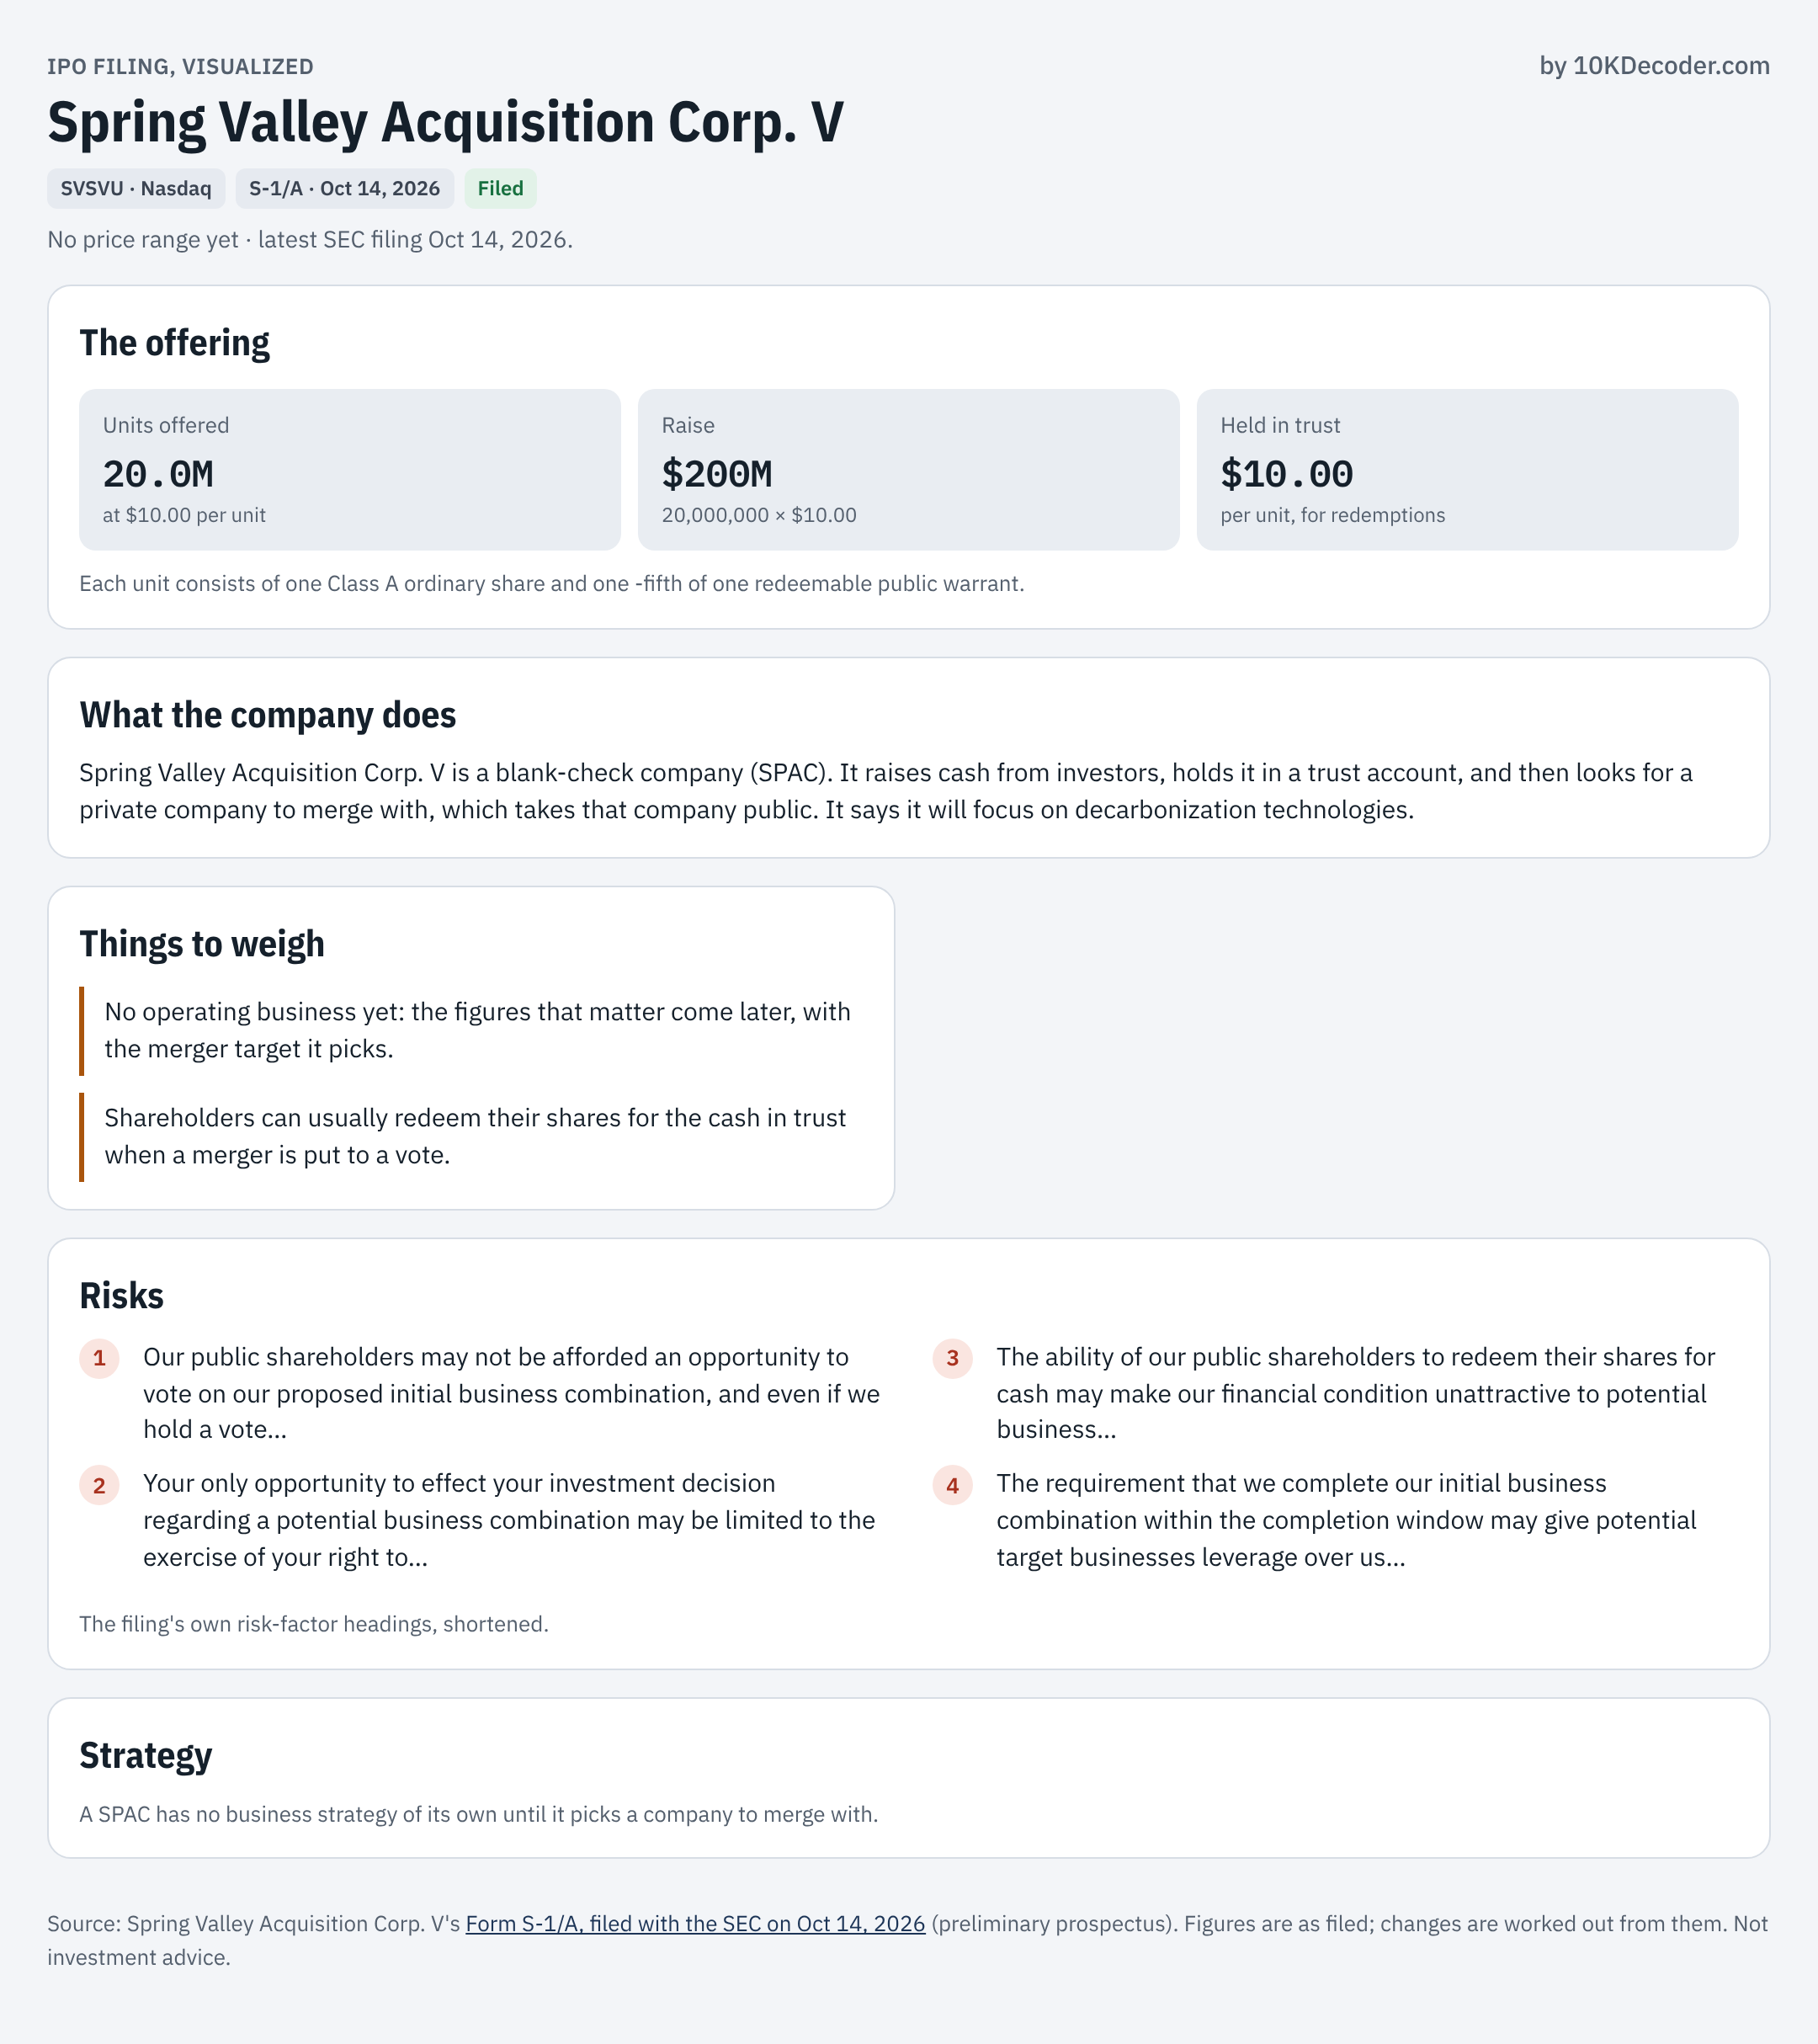 IPO FILING, VISUALIZED
by 10KDecoder.com
Spring Valley Acquisition Corp. V
SVSVU · Nasdaq
S-1/A · Oct 14, 2026
Filed
No price range yet · latest SEC filing Oct 14, 2026.
The offering
Units offered
20.0M
at $10.00 per unit
Raise
$200M
20,000,000 × $10.00
Held in trust
$10.00
per unit, for redemptions
Each unit consists of one Class A ordinary share and one -fifth of one redeemable public warrant.
What the company does
Spring Valley Acquisition Corp. V is a blank-check company (SPAC). It raises cash from investors, holds it in a trust account, and then looks for a
private company to merge with, which takes that company public. It says it will focus on decarbonization technologies.
Things to weigh
No operating business yet: the figures that matter come later, with
the merger target it picks.
Shareholders can usually redeem their shares for the cash in trust
when a merger is put to a vote.
Risks
1
Our public shareholders may not be afforded an opportunity to
vote on our proposed initial business combination, and even if we
hold a vote...
2
Your only opportunity to effect your investment decision
regarding a potential business combination may be limited to the
exercise of your right to...
3
The ability of our public shareholders to redeem their shares for
cash may make our financial condition unattractive to potential
business...
4
The requirement that we complete our initial business
combination within the completion window may give potential
target businesses leverage over us...
The filing's own risk-factor headings, shortened.
Strategy
A SPAC has no business strategy of its own until it picks a company to merge with.
Source: Spring Valley Acquisition Corp. V's Form S-1/A, filed with the SEC on Oct 14, 2026 (preliminary prospectus). Figures are as filed; changes are worked out from them. Not
investment advice.